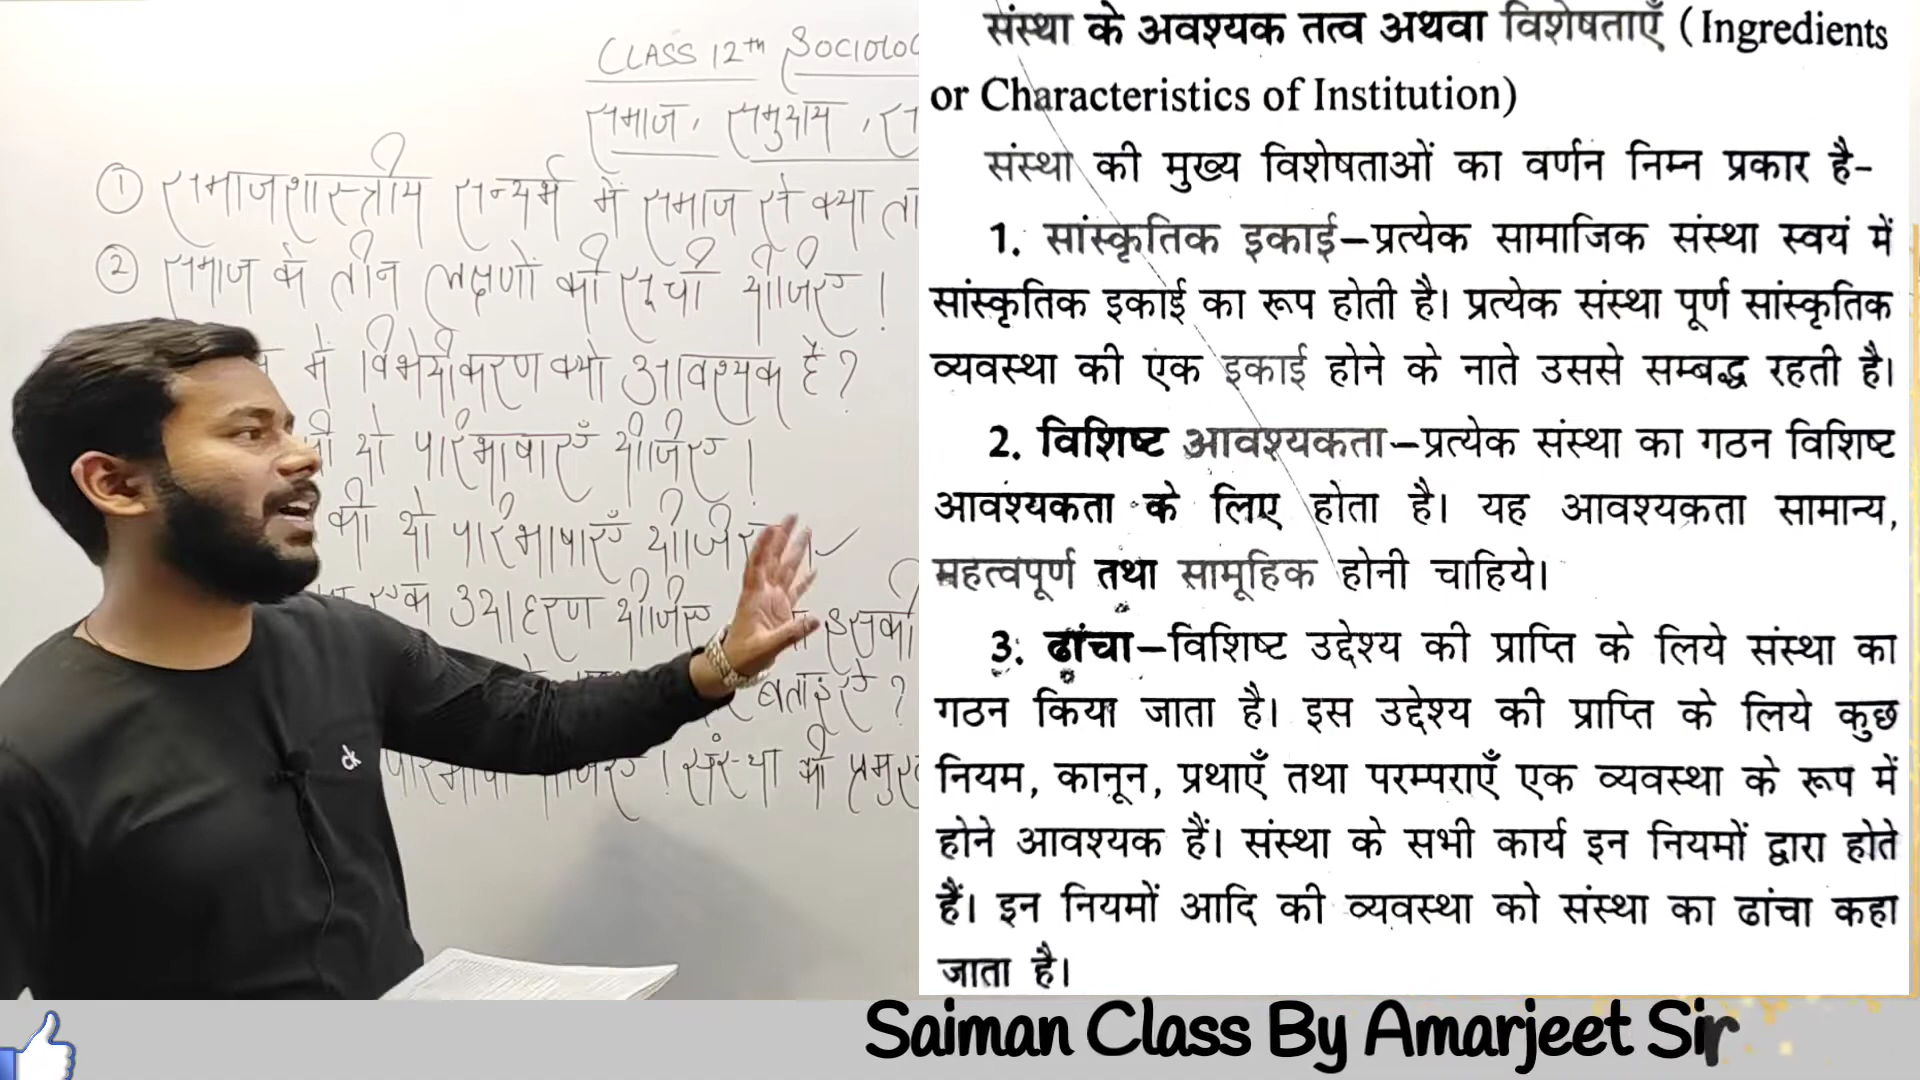 CLASS 12TH SOCIOLOG
समाज, समुदाय, स
① समाजशास्त्रीय सन्दर्भ में समाज से क्या ता
② समाज के तीन लक्षणों की सूची दीजिए।
में विभेदीकरण क्यों आवश्यक है?
की दो परिभाषाएँ दीजिए।
की दो परिभाषाएँ दीजिए
एक उदाहरण दीजिए इसकी
बताइए?
परिभाषा दीजिए। संस्था की प्रमुख
संस्था के अवश्यक तत्व अथवा विशेषताएँ (Ingredients
or Characteristics of Institution)
संस्था की मुख्य विशेषताओं का वर्णन निम्न प्रकार है-
1. सांस्कृतिक इकाई–प्रत्येक सामाजिक संस्था स्वयं में
सांस्कृतिक इकाई का रूप होती है। प्रत्येक संस्था पूर्ण सांस्कृतिक
व्यवस्था की एक इकाई होने के नाते उससे सम्बद्ध रहती है।
2. विशिष्ट आवश्यकता–प्रत्येक संस्था का गठन विशिष्ट
आवश्यकता के लिए होता है। यह आवश्यकता सामान्य,
महत्वपूर्ण तथा सामूहिक होनी चाहिये।
3. ढांचा–विशिष्ट उद्देश्य की प्राप्ति के लिये संस्था का
गठन किया जाता है। इस उद्देश्य की प्राप्ति के लिये कुछ
नियम, कानून, प्रथाएँ तथा परम्पराएँ एक व्यवस्था के रूप में
होने आवश्यक हैं। संस्था के सभी कार्य इन नियमों द्वारा होते
हैं। इन नियमों आदि की व्यवस्था को संस्था का ढांचा कहा
जाता है।
Saiman Class By Amarjeet Sir